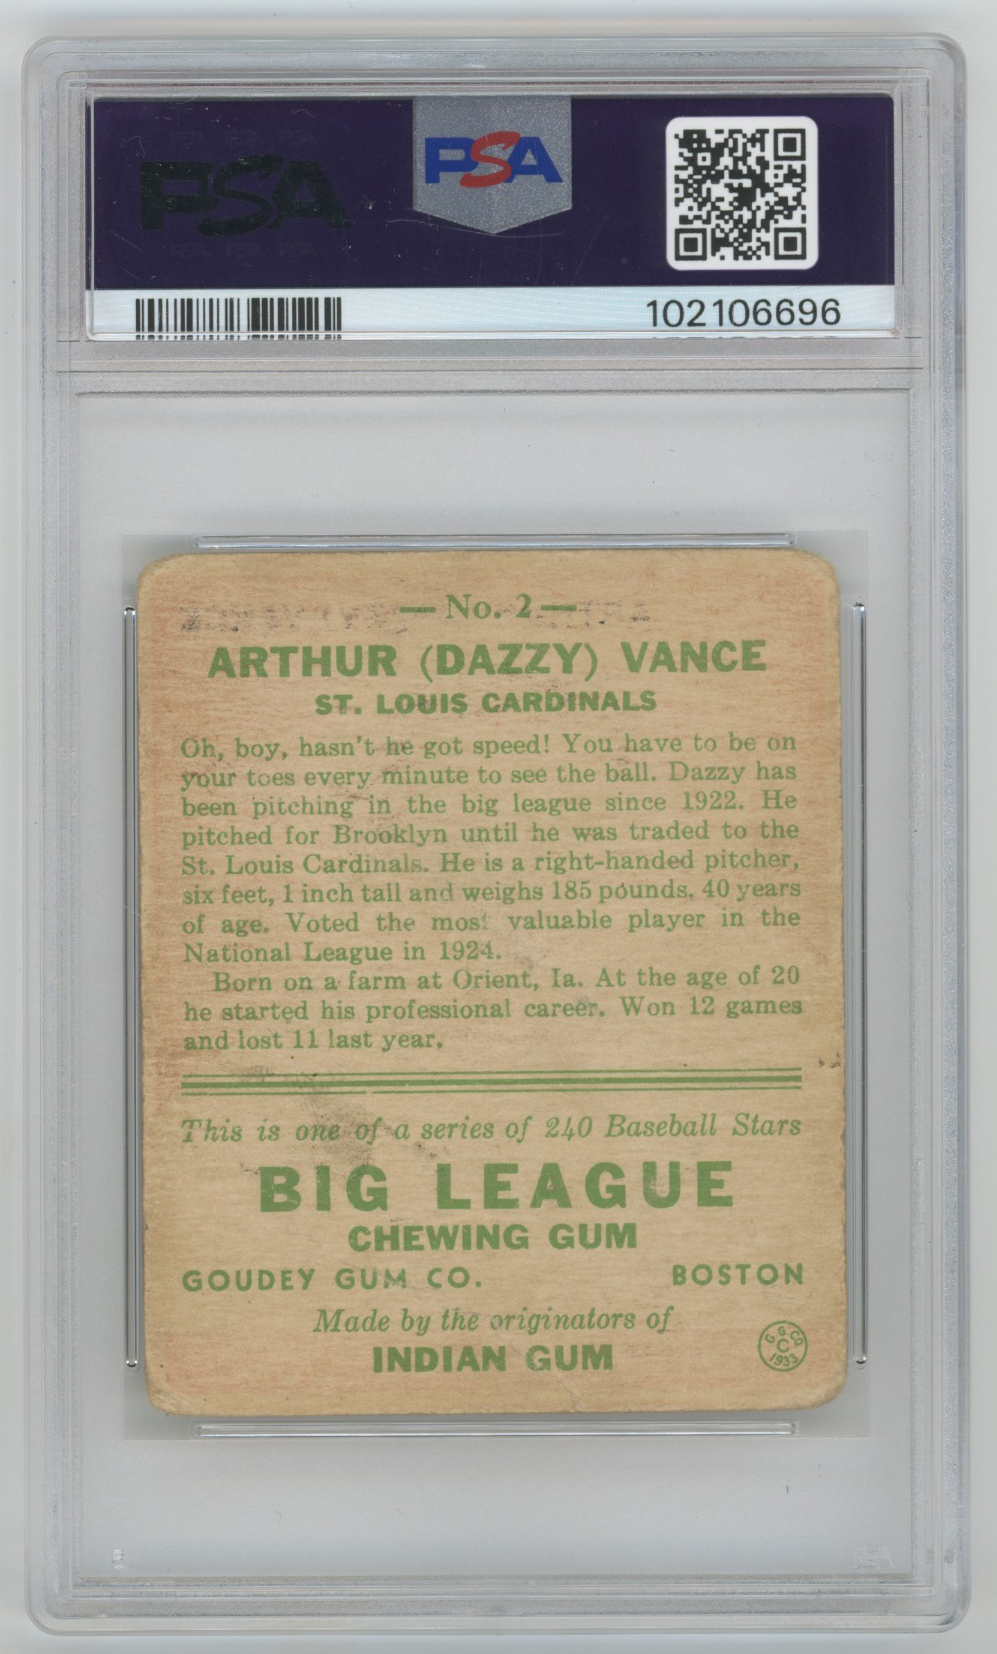 PSA
PSA
102106696
— No. 2 —
ARTHUR (DAZZY) VANCE
ST. LOUIS CARDINALS
Oh, boy, hasn't he got speed! You have to be on
your toes every minute to see the ball. Dazzy has
been pitching in the big league since 1922. He
pitched for Brooklyn until he was traded to the
St. Louis Cardinals. He is a right-handed pitcher,
six feet, 1 inch tall and weighs 185 pounds. 40 years
of age. Voted the most valuable player in the
National League in 1924.
Born on a farm at Orient, Ia. At the age of 20
he started his professional career. Won 12 games
and lost 11 last year.
This is one of a series of 240 Baseball Stars
BIG LEAGUE
CHEWING GUM
GOUDEY GUM CO. BOSTON
Made by the originators of
INDIAN GUM
G. G. CO.
C
1933